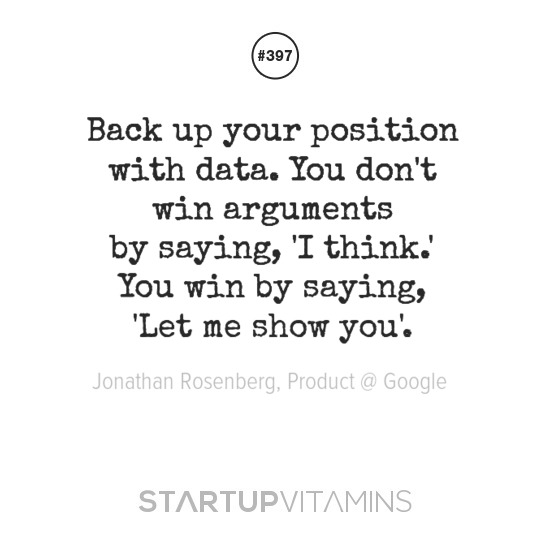 #397
Back up your position
with data. You don't
win arguments
by saying, 'I think.'
You win by saying,
'Let me show you'.
Jonathan Rosenberg, Product @ Google
STARTUPVITAMINS